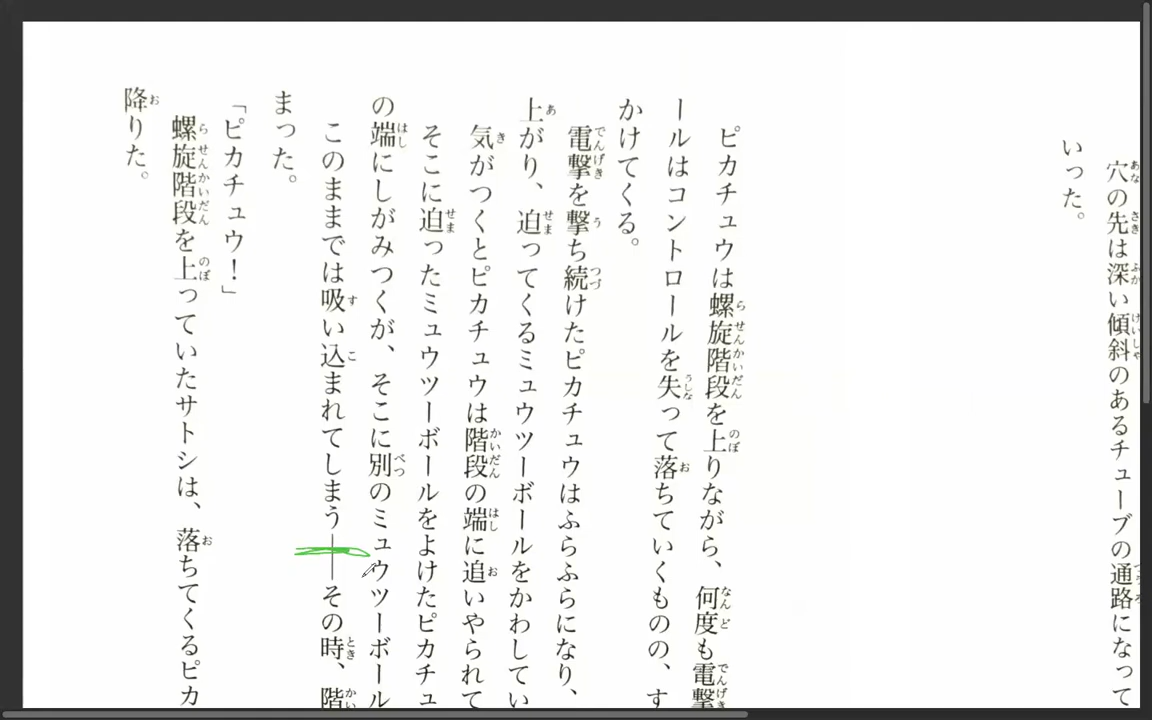 穴の先は深い傾斜のあるチューブの通路になって
いった。
ピカチュウは螺旋階段を上りながら、何度も電撃
ールはコントロールを失って落ちていくものの、す
かけてくる。
電撃を撃ち続けたピカチュウはふらふらになり、
上がり、迫ってくるミュウツーボールをかわしてい
気がつくとピカチュウは階段の端に追いやられて
そこに迫ったミュウツーボールをよけたピカチュ
の端にしがみつくが、そこに別のミュウツーボール
このままでは吸い込まれてしまう――その時、階
まった。
「ピカチュウ！」
螺旋階段を上っていたサトシは、落ちてくるピカ
降りた。